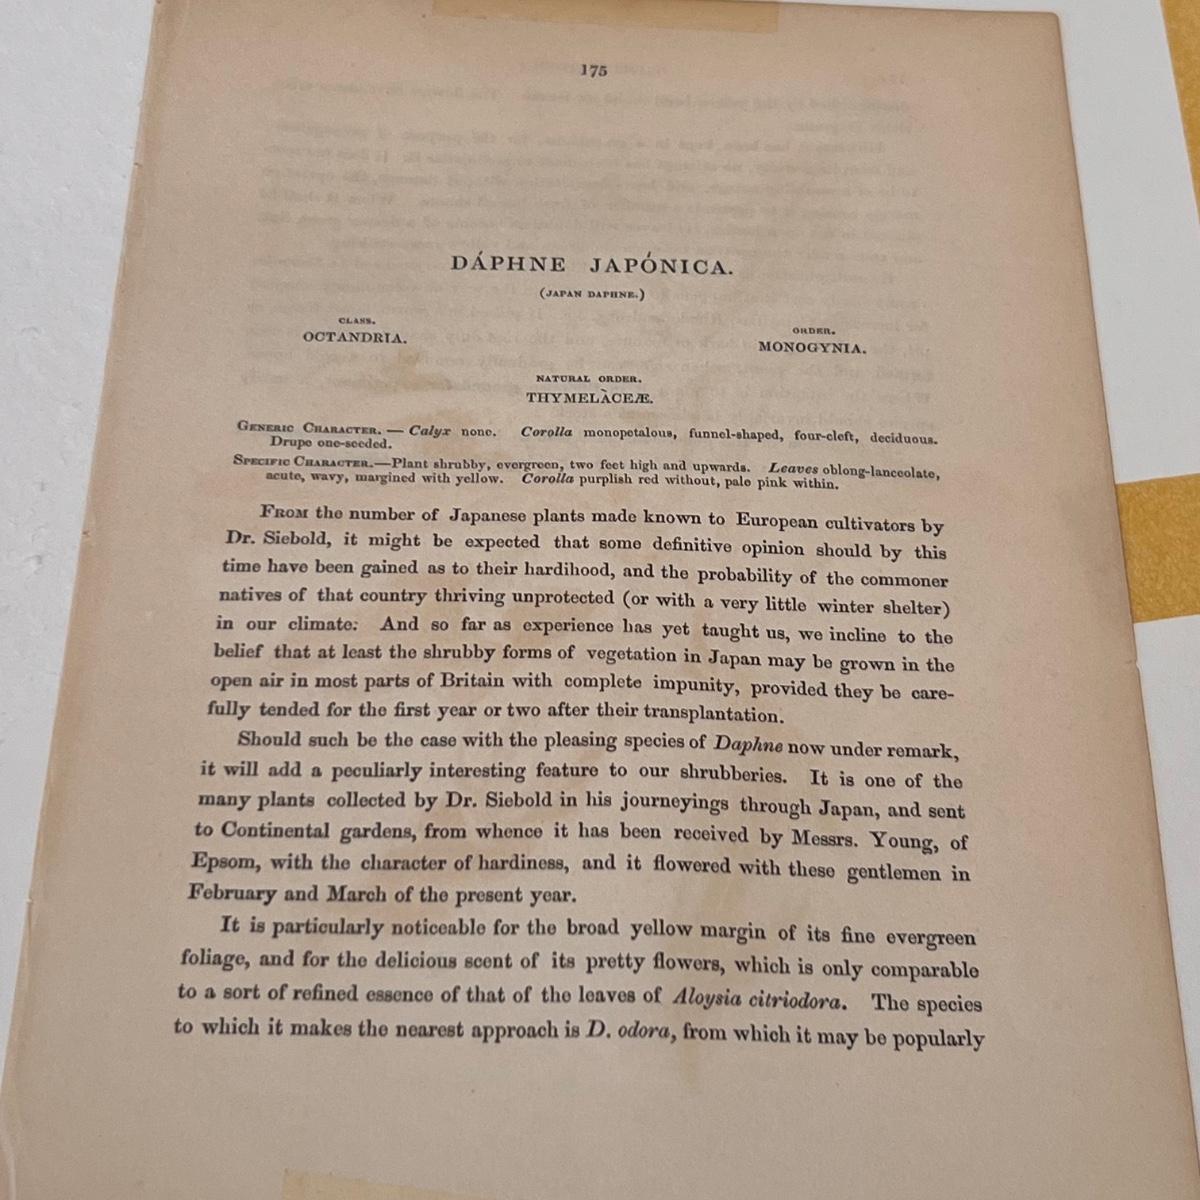 175
DÁPHNE JAPÓNICA.
(JAPAN DAPHNE.)
CLASS.
OCTANDRIA.
ORDER.
MONOGYNIA.
NATURAL ORDER.
THYMELÀCEÆ.
GENERIC CHARACTER. — Calyx none. Corolla monopetalous, funnel-shaped, four-cleft, deciduous.
Drupe one-seeded.
SPECIFIC CHARACTER.—Plant shrubby, evergreen, two feet high and upwards. Leaves oblong-lanceolate,
acute, wavy, margined with yellow. Corolla purplish red without, pale pink within.
FROM the number of Japanese plants made known to European cultivators by
Dr. Siebold, it might be expected that some definitive opinion should by this
time have been gained as to their hardihood, and the probability of the commoner
natives of that country thriving unprotected (or with a very little winter shelter)
in our climate: And so far as experience has yet taught us, we incline to the
belief that at least the shrubby forms of vegetation in Japan may be grown in the
open air in most parts of Britain with complete impunity, provided they be care-
fully tended for the first year or two after their transplantation.
Should such be the case with the pleasing species of Daphne now under remark,
it will add a peculiarly interesting feature to our shrubberies. It is one of the
many plants collected by Dr. Siebold in his journeyings through Japan, and sent
to Continental gardens, from whence it has been received by Messrs. Young, of
Epsom, with the character of hardiness, and it flowered with these gentlemen in
February and March of the present year.
It is particularly noticeable for the broad yellow margin of its fine evergreen
foliage, and for the delicious scent of its pretty flowers, which is only comparable
to a sort of refined essence of that of the leaves of Aloysia citriodora. The species
to which it makes the nearest approach is D. odora, from which it may be popularly